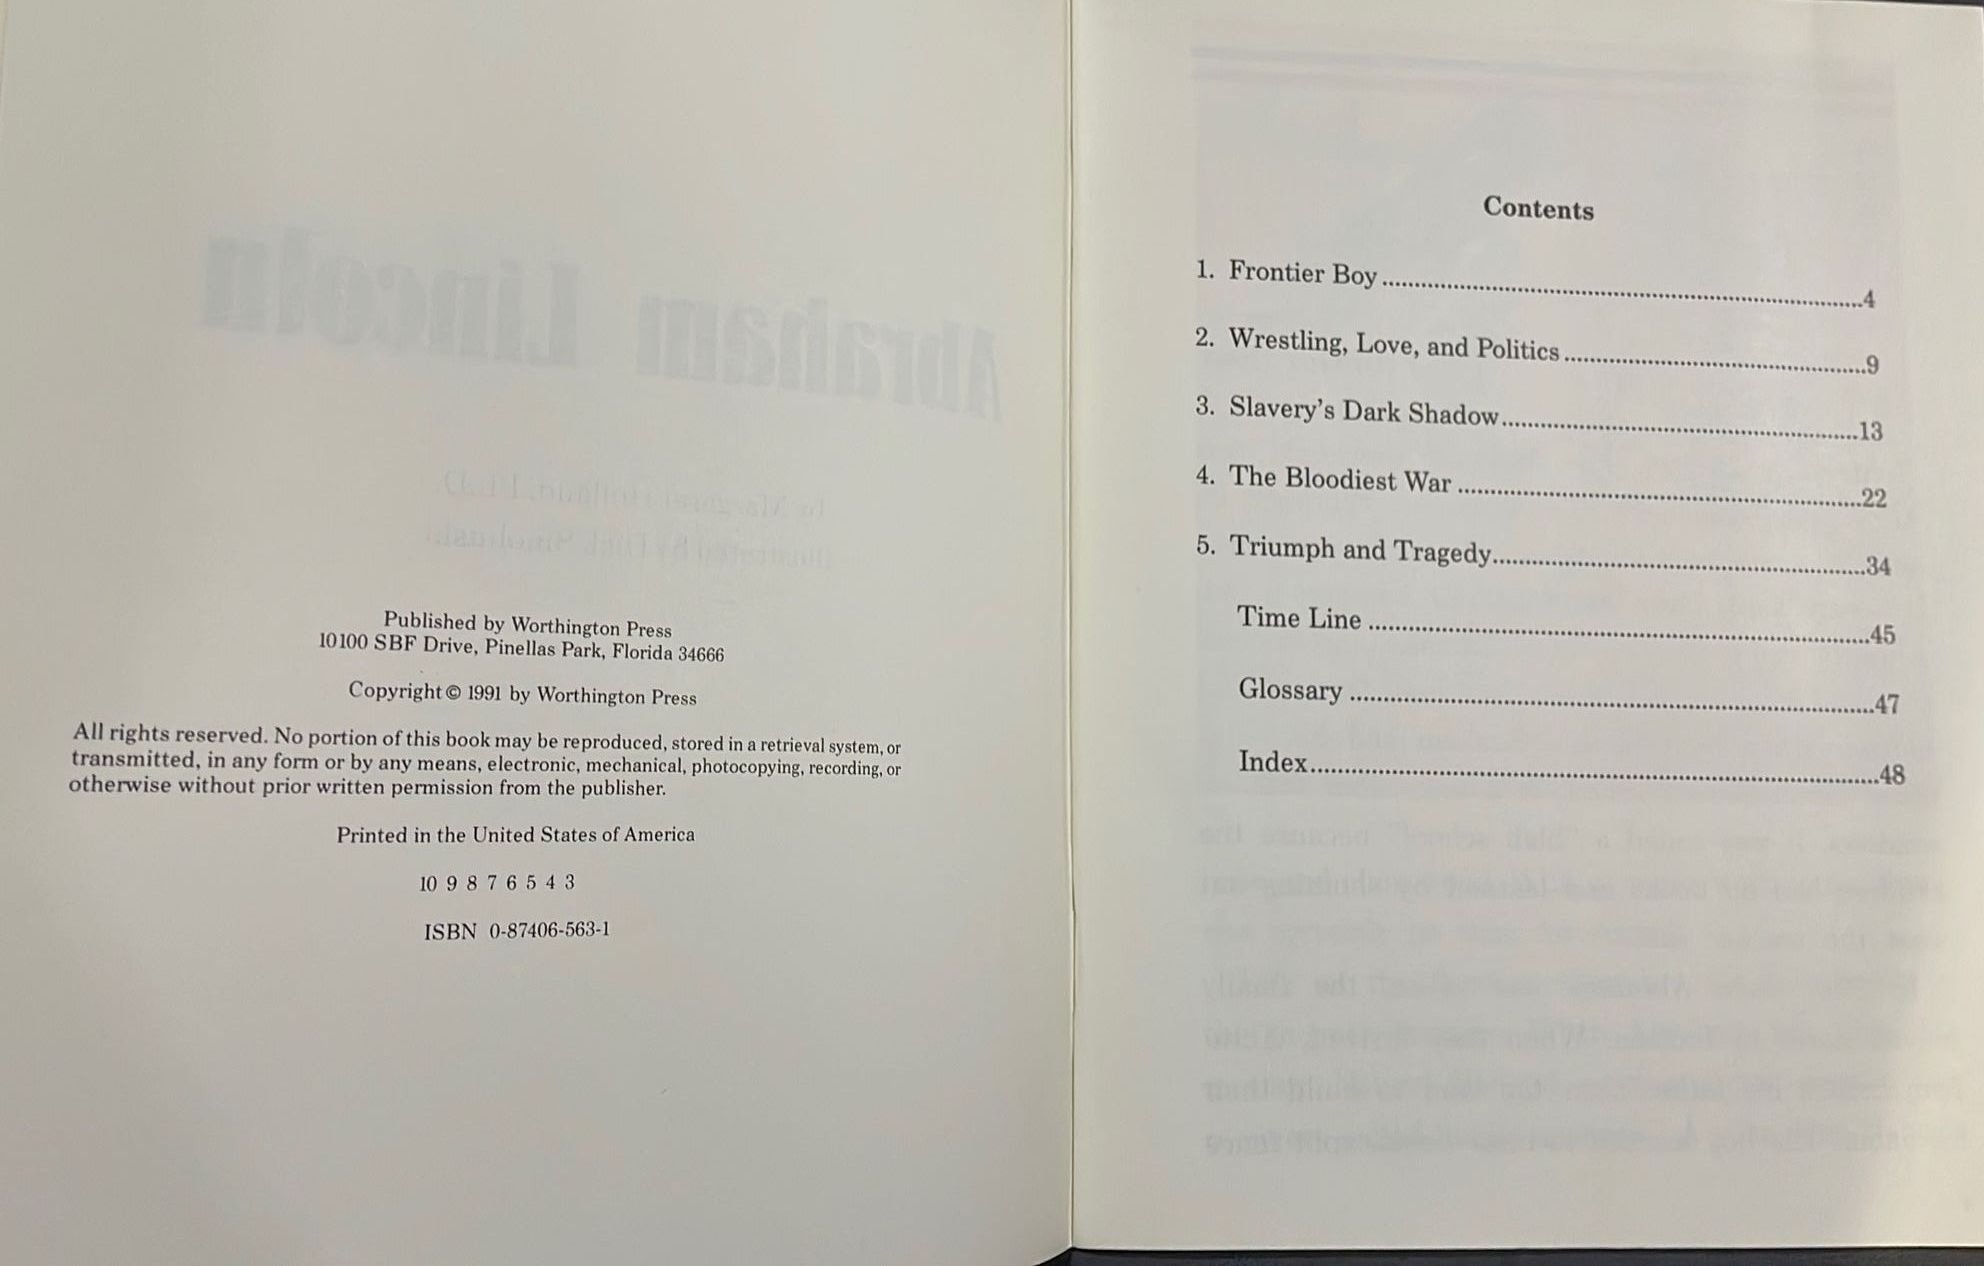 Published by Worthington Press
10100 SBF Drive, Pinellas Park, Florida 34666
Copyright © 1991 by Worthington Press
All rights reserved. No portion of this book may be reproduced, stored in a retrieval system, or
transmitted, in any form or by any means, electronic, mechanical, photocopying, recording, or
otherwise without prior written permission from the publisher.
Printed in the United States of America
10 9 8 7 6 5 4 3
ISBN 0-87406-563-1
Contents
1. Frontier Boy ........................................ 4
2. Wrestling, Love, and Politics ........................................ 9
3. Slavery's Dark Shadow ........................................ 13
4. The Bloodiest War ........................................ 22
5. Triumph and Tragedy ........................................ 34
Time Line ........................................ 45
Glossary ........................................ 47
Index ........................................ 48